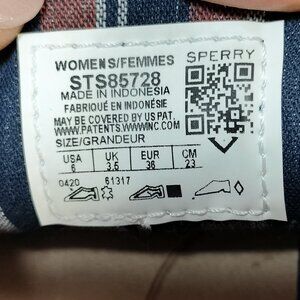 WOMENS/FEMMES SPERRY
STS85728
MADE IN INDONESIA
FABRIQUÉ EN INDONÉSIE
MAY BE COVERED BY US PAT.
WWW.PATENTS.WWWINC.COM
SIZE/GRANDEUR
USA UK EUR CM
6 3.5 36 23
0420 61317